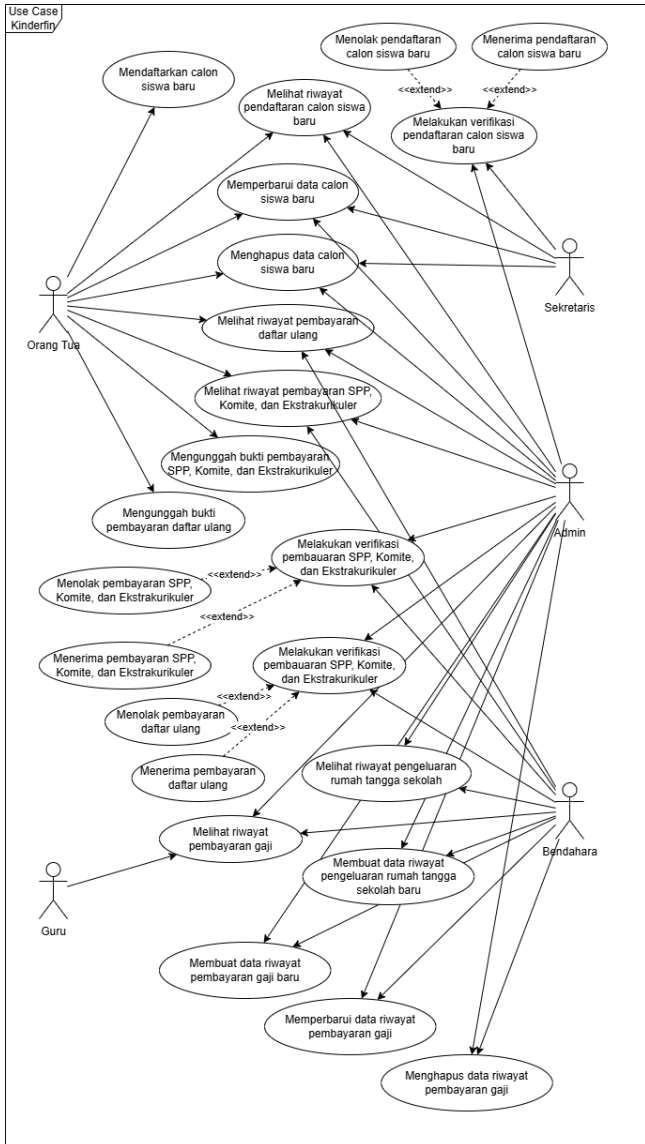 Use Case
Kinderfin
Menolak pendaftaran
calon siswa baru
Menerima pendaftaran
calon siswa baru
Mendaftarkan calon
siswa baru
<<extend>>
<<extend>>
Melihat riwayat
pendaftaran calon siswa
baru
Melakukan verifikasi
pendaftaran calon siswa
baru
Memperbarui data calon
siswa baru
Menghapus data calon
siswa baru
Sekretaris
Orang Tua
Melihat riwayat pembayaran
daftar ulang
Melihat riwayat pembayaran SPP,
Komite, dan Ekstrakurikuler
Mengunggah bukti pembayaran
SPP, Komite, dan Ekstrakurikuler
Mengunggah bukti
pembayaran daftar ulang
Admin
Melakukan verifikasi
pembauaran SPP, Komite,
dan Ekstrakurikuler
<<extend>>
Menolak pembayaran SPP,
Komite, dan Ekstrakurikuler
<<extend>>
Menerima pembayaran SPP,
Komite, dan Ekstrakurikuler
Melakukan verifikasi
pembauaran SPP, Komite,
dan Ekstrakurikuler
<<extend>>
Menolak pembayaran
daftar ulang
<<extend>>
Menerima pembayaran
daftar ulang
Melihat riwayat pengeluaran
rumah tangga sekolah
Melihat riwayat
pembayaran gaji
Bendahara
Membuat data riwayat
pengeluaran rumah tangga
sekolah baru
Guru
Membuat data riwayat
pembayaran gaji baru
Memperbarui data riwayat
pembayaran gaji
Menghapus data riwayat
pembayaran gaji